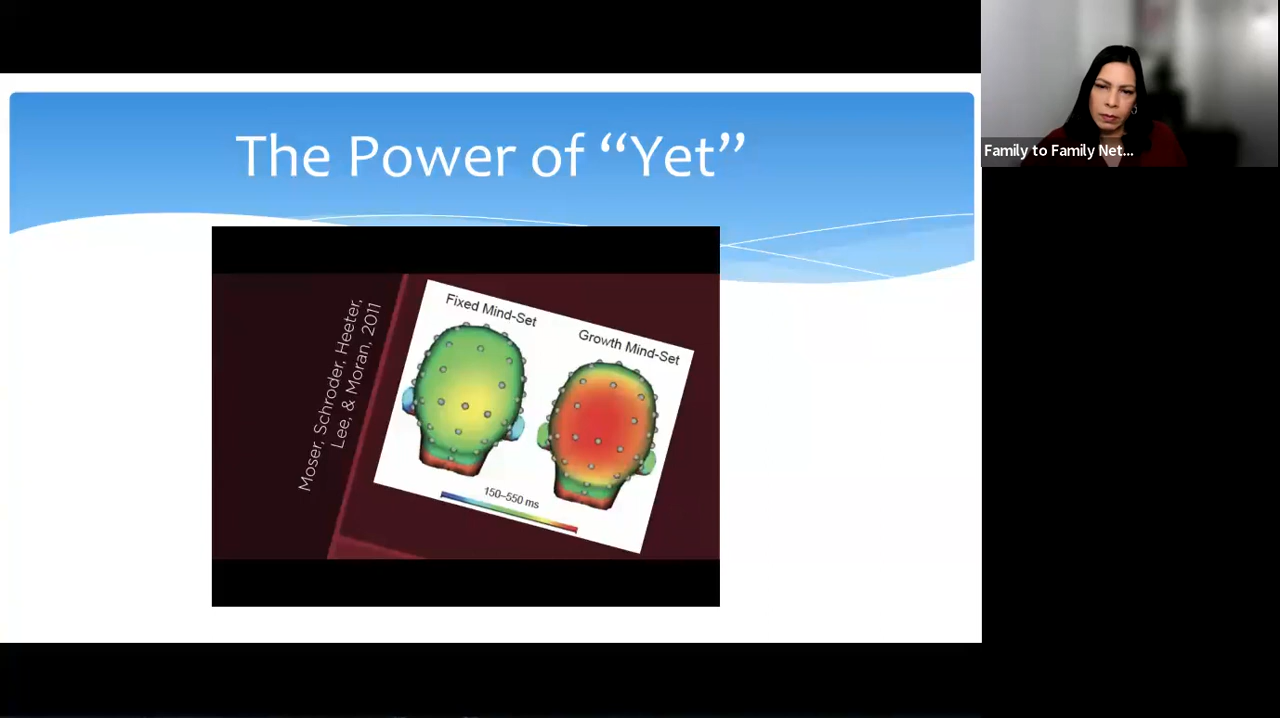 The Power of “Yet”
Family to Family Net...
Moser, Schroder, Heeter,
Lee, & Moran, 2011
Fixed Mind-Set
Growth Mind-Set
150–550 ms